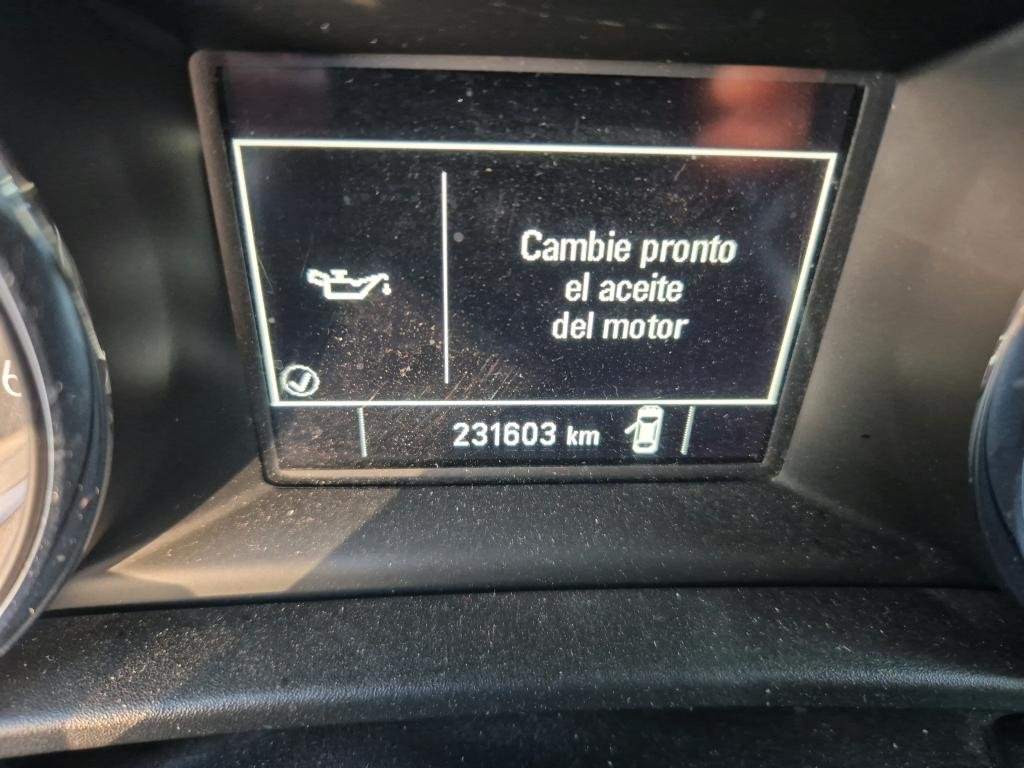 Cambie pronto
el aceite
del motor
231603 km